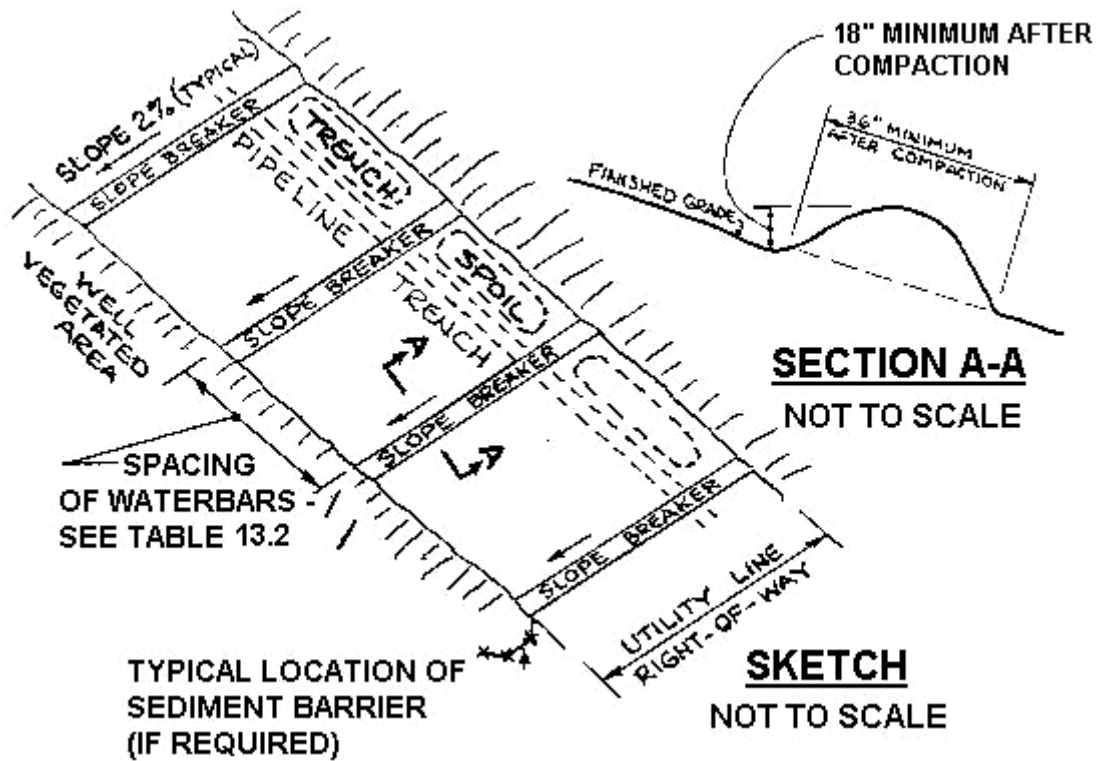 18" MINIMUM AFTER
COMPACTION
36" MINIMUM
AFTER COMPACTION
FINISHED GRADE
SECTION A-A
NOT TO SCALE
SLOPE 2% (TYPICAL)
SLOPE BREAKER
TRENCH
PIPELINE
SLOPE BREAKER
SPOIL
TRENCH
A
SLOPE BREAKER
A
SLOPE BREAKER
WELL
VEGETATED
AREA
SPACING
OF WATERBARS -
SEE TABLE 13.2
UTILITY LINE
RIGHT-OF-WAY
TYPICAL LOCATION OF
SEDIMENT BARRIER
(IF REQUIRED)
SKETCH
NOT TO SCALE